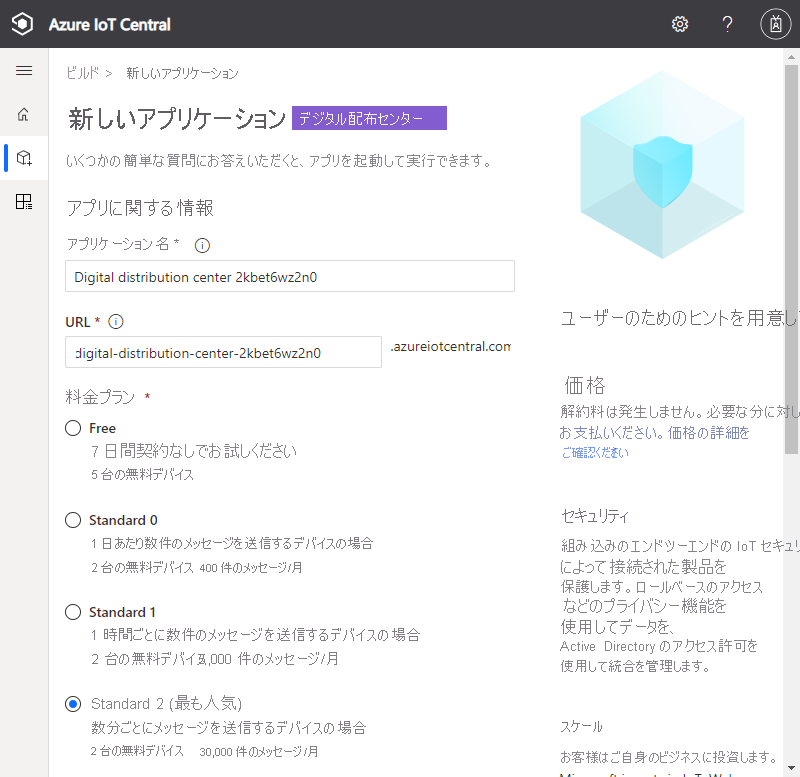 Azure IoT Central
ビルド > 新しいアプリケーション
新しいアプリケーション デジタル配布センター
いくつかの簡単な質問にお答えいただくと、アプリを起動して実行できます。
アプリに関する情報
アプリケーション名 *
Digital distribution center 2kbet6wz2n0
URL *
digital-distribution-center-2kbet6wz2n0 .azureiotcentral.com
料金プラン *
Free
7 日間契約なしでお試しください
5 台の無料デバイス
Standard 0
1 日あたり数件のメッセージを送信するデバイスの場合
2 台の無料デバイス 400 件のメッセージ/月
Standard 1
1 時間ごとに数件のメッセージを送信するデバイスの場合
2 台の無料デバイ ,000 件のメッセージ/月
Standard 2 (最も人気)
数分ごとにメッセージを送信するデバイスの場合
2 台の無料デバイス 30,000 件のメッセージ/月
ユーザーのためのヒントを用意し
価格
解約料は発生しません。必要な分に対し
お支払いください。価格の詳細を
ご確認ください
セキュリティ
組み込みのエンドツーエンドの IoT セキュリ
によって接続された製品を
保護します。ロールベースのアクセス
などのプライバシー機能を
使用してデータを、
Active Directory のアクセス許可を
使用して統合を管理します。
スケール
お客様はご自身のビジネスに投資します。